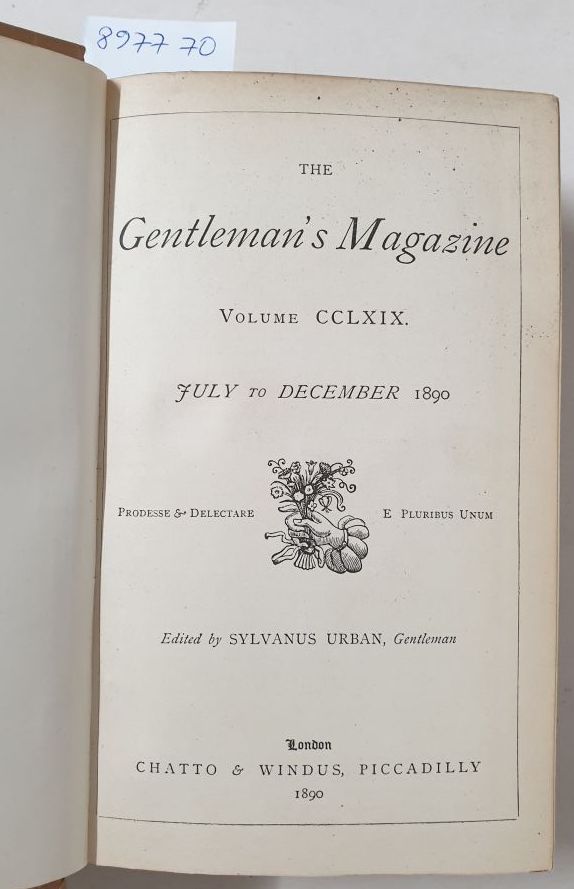 8977 70
THE
Gentleman's Magazine
VOLUME CCLXIX.
JULY TO DECEMBER 1890
PRODESSE & DELECTARE E PLURIBUS UNUM
Edited by SYLVANUS URBAN, Gentleman
London
CHATTO & WINDUS, PICCADILLY
1890